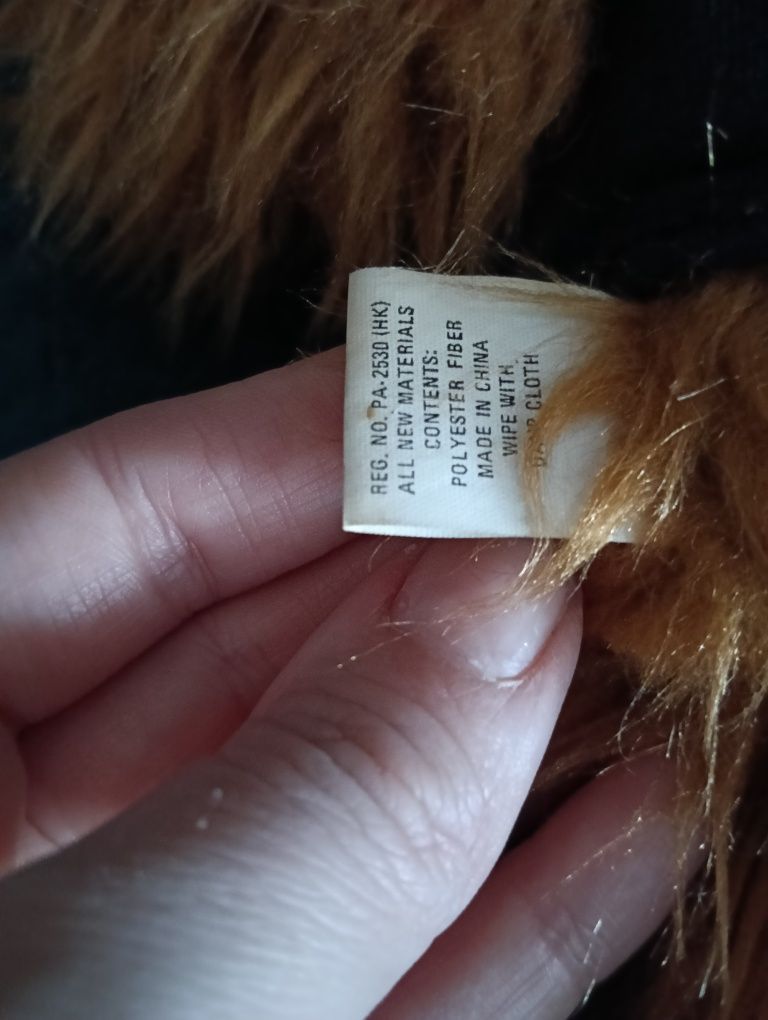 REG. NO. PA-2530 (HK)
ALL NEW MATERIALS
CONTENTS:
POLYESTER FIBER
MADE IN CHINA
WIPE WITH
CLOTH